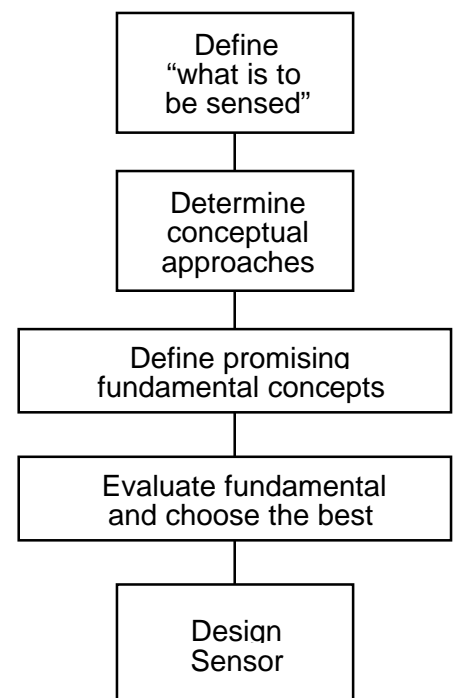 Define
“what is to
be sensed”
Determine
conceptual
approaches
Define promising
fundamental concepts
Evaluate fundamental
and choose the best
Design
Sensor